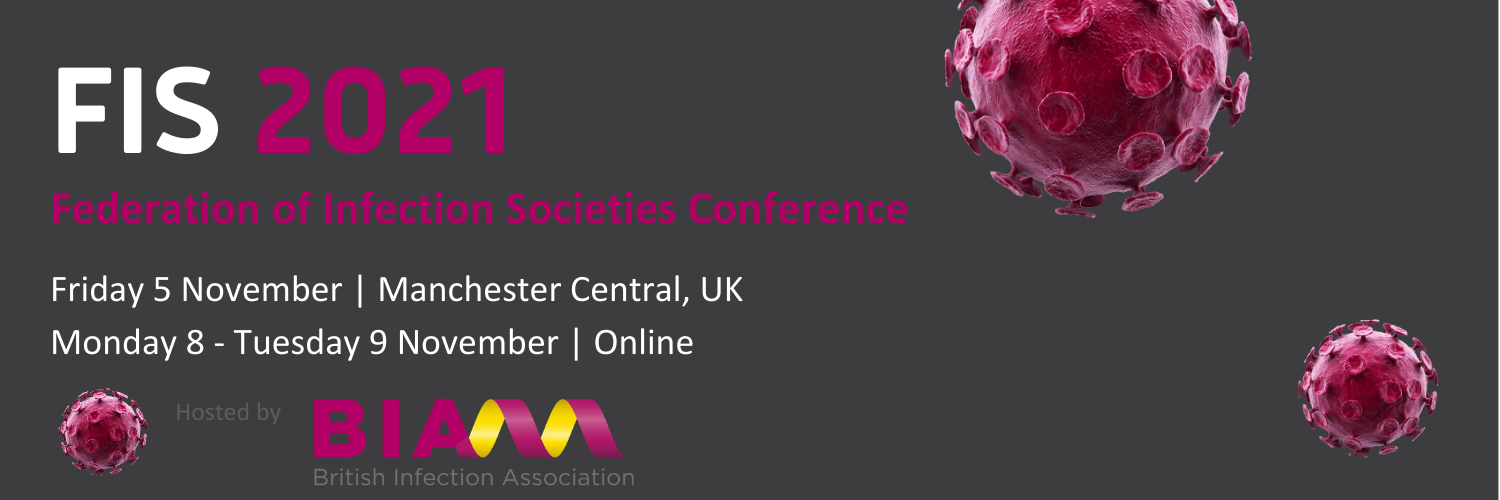 FIS 2021
Federation of Infection Societies Conference
Friday 5 November | Manchester Central, UK
Monday 8 - Tuesday 9 November | Online
Hosted by
BIA
British Infection Association